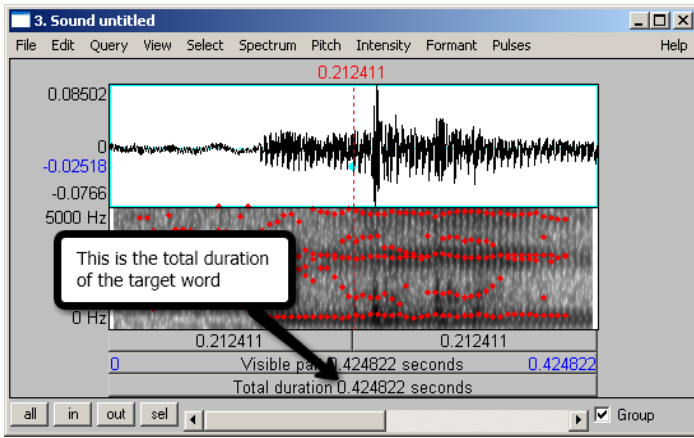 3. Sound untitled
File Edit Query View Select Spectrum Pitch Intensity Formant Pulses Help
0.212411
0.08502
0
-0.02518
-0.0766
5000 Hz
This is the total duration
of the target word
0 Hz
0.212411 0.212411
0 Visible 0.424822 seconds 0.424822
Total duration 0.424822 seconds
all in out sel Group